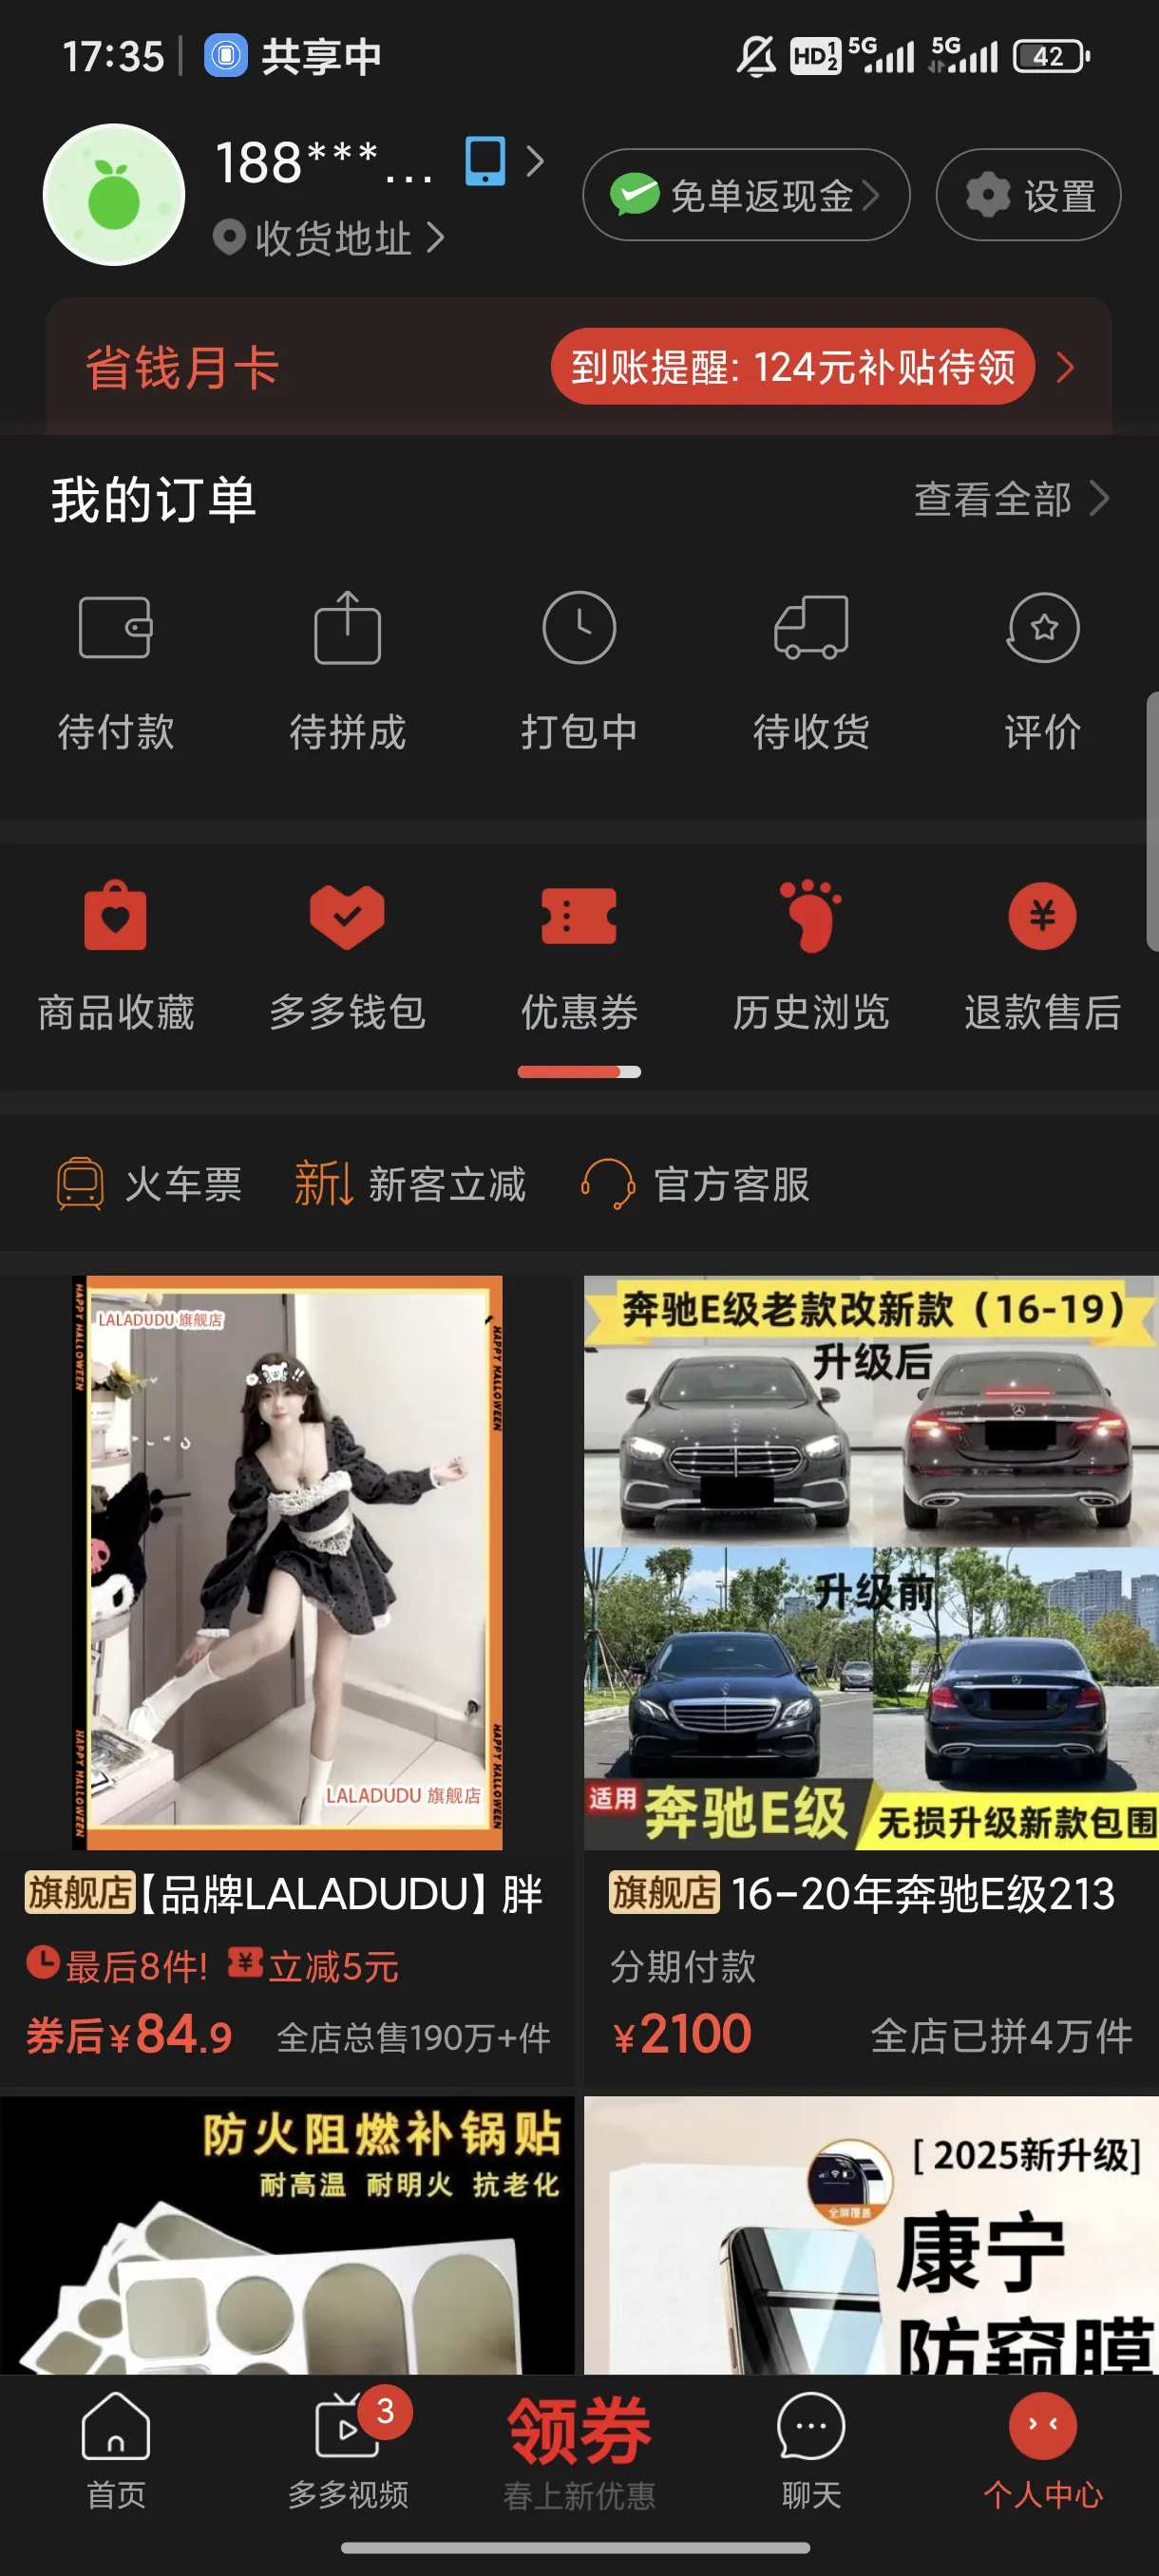 17:35
共享中
HD 1 2
5G
5G
42
188***...
免单返现金
设置
收货地址
省钱月卡
到账提醒: 124元补贴待领
我的订单
查看全部
待付款
待拼成
打包中
待收货
评价
商品收藏
多多钱包
优惠券
历史浏览
退款售后
火车票
新 新客立减
官方客服
HAPPY HALLOWEEN
LALADUDU 旗舰店
HAPPY HALLOWEEN
HAPPY HALLOWEEN
HAPPY HALLOWEEN
LALADUDU 旗舰店
旗舰店【品牌LALADUDU】胖
最后8件! 立减5元
券后¥84.9
全店总售190万+件
奔驰E级老款改新款（16-19）
升级后
升级前
适用
奔驰E级
无损升级新款包围
旗舰店 16-20年奔驰E级213
分期付款
¥2100
全店已拼4万件
防火阻燃补锅贴
耐高温 耐明火 抗老化
[ 2025新升级]
全屏覆盖
康宁
防窥膜
首页
3
多多视频
领券
春上新优惠
聊天
个人中心